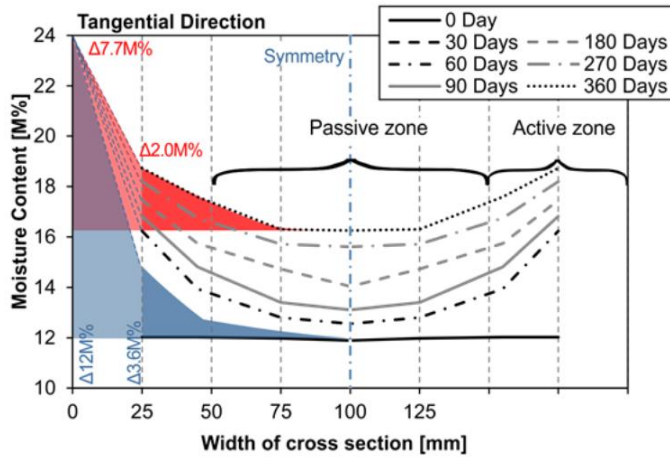 Tangential Direction
0 Day
30 Days
180 Days
60 Days
270 Days
90 Days
360 Days
24
22
20
18
16
14
12
10
Moisture Content [M%]
Δ7.7M%
Symmetry
Δ2.0M%
Passive zone
Active zone
Δ12M%
Δ3.6M%
0
25
50
75
100
125
Width of cross section [mm]